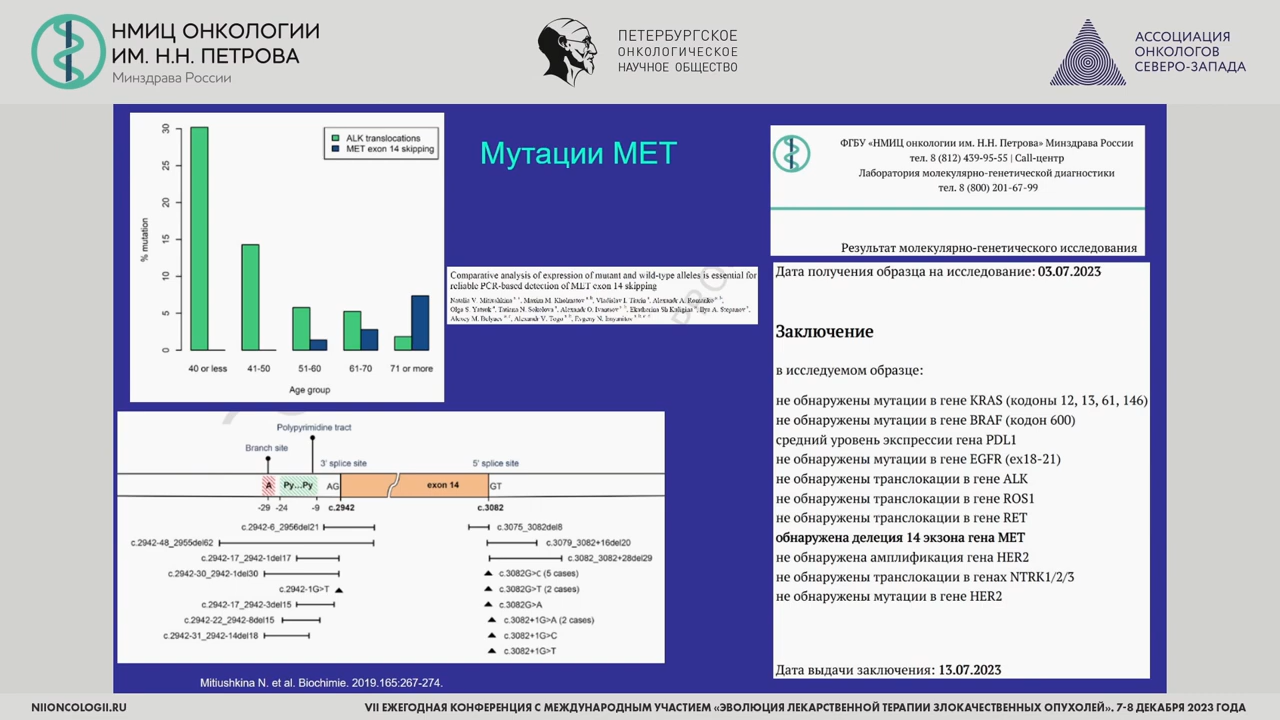 НМИЦ ОНКОЛОГИИ
ИМ. Н.Н. ПЕТРОВА
Минздрава России
ПЕТЕРБУРГСКОЕ
ОНКОЛОГИЧЕСКОЕ
НАУЧНОЕ ОБЩЕСТВО
АССОЦИАЦИЯ
ОНКОЛОГОВ
СЕВЕРО-ЗАПАДА
Мутации MET
ALK translocations
MET exon 14 skipping
% mutation
30
25
20
15
10
5
0
40 or less
41-50
51-60
61-70
71 or more
Age group
Comparative analysis of expression of mutant and wild-type alleles is essential for
reliable PCR-based detection of MET exon 14 skipping
Polypyrimidine tract
Branch site
3' splice site
5' splice site
A
Py...Py
AG
exon 14
GT
-29
-24
-9
c.2942
c.3082
c.2942-6_2956del21
c.2942-48_2955del62
c.2942-17_2942-1del17
c.2942-30_2942-1del30
c.2942-1G>T
c.2942-17_2942-3del15
c.2942-22_2942-8del15
c.2942-31_2942-14del18
c.3075_3082del8
c.3079_3082+16del20
c.3082_3082+28del29
c.3082G>C (5 cases)
c.3082G>T (2 cases)
c.3082G>A
c.3082+1G>A (2 cases)
c.3082+1G>C
c.3082+1G>T
Mitiushkina N. et al. Biochimie. 2019.165:267-274.
ФГБУ «НМИЦ онкологии им. Н.Н. Петрова» Минздрава России
тел. 8 (812) 439-95-55 | Call-центр
Лаборатория молекулярно-генетической диагностики
тел. 8 (800) 201-67-99
Результат молекулярно-генетического исследования
Дата получения образца на исследование: 03.07.2023
Заключение
в исследуемом образце:
не обнаружены мутации в гене KRAS (кодоны 12, 13, 61, 146)
не обнаружены мутации в гене BRAF (кодон 600)
средний уровень экспрессии гена PDL1
не обнаружены мутации в гене EGFR (ex18-21)
не обнаружены транслокации в гене ALK
не обнаружены транслокации в гене ROS1
не обнаружены транслокации в гене RET
обнаружена делеция 14 экзона гена MET
не обнаружена амплификация гена HER2
не обнаружены транслокации в генах NTRK1/2/3
не обнаружены мутации в гене HER2
Дата выдачи заключения: 13.07.2023
NIIONCOLOGII.RU
VII ЕЖЕГОДНАЯ КОНФЕРЕНЦИЯ С МЕЖДУНАРОДНЫМ УЧАСТИЕМ «ЭВОЛЮЦИЯ ЛЕКАРСТВЕННОЙ ТЕРАПИИ ЗЛОКАЧЕСТВЕННЫХ ОПУХОЛЕЙ». 7-8 ДЕКАБРЯ 2023 ГОДА